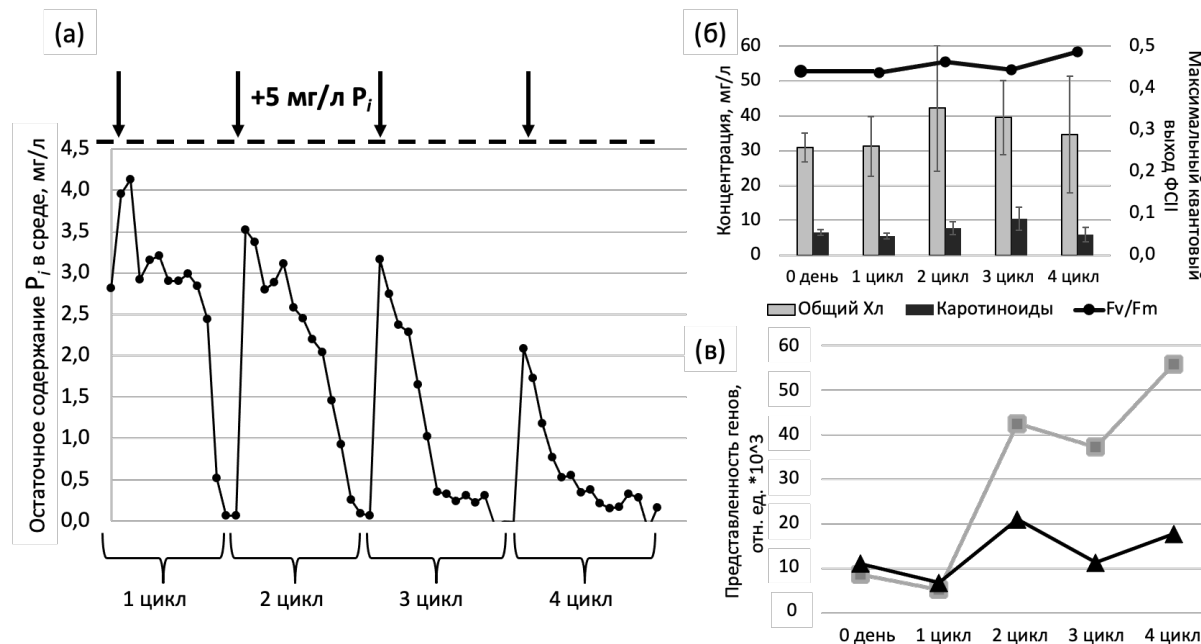 (а)
+5 мг/л Pi
Остаточное содержание Pi в среде, мг/л
4,5
4,0
3,5
3,0
2,5
2,0
1,5
1,0
0,5
0,0
1 цикл
2 цикл
3 цикл
4 цикл
(б)
Концентрация, мг/л
60
50
40
30
20
10
0
0,5
0,4
0,3
0,2
0,1
0,0
Максимальный квантовый
выход ФСII
0 день
1 цикл
2 цикл
3 цикл
4 цикл
Общий Хл
Каротиноиды
Fv/Fm
(в)
Представленность генов,
отн. ед. *10^3
60
50
40
30
20
10
0
0 день
1 цикл
2 цикл
3 цикл
4 цикл